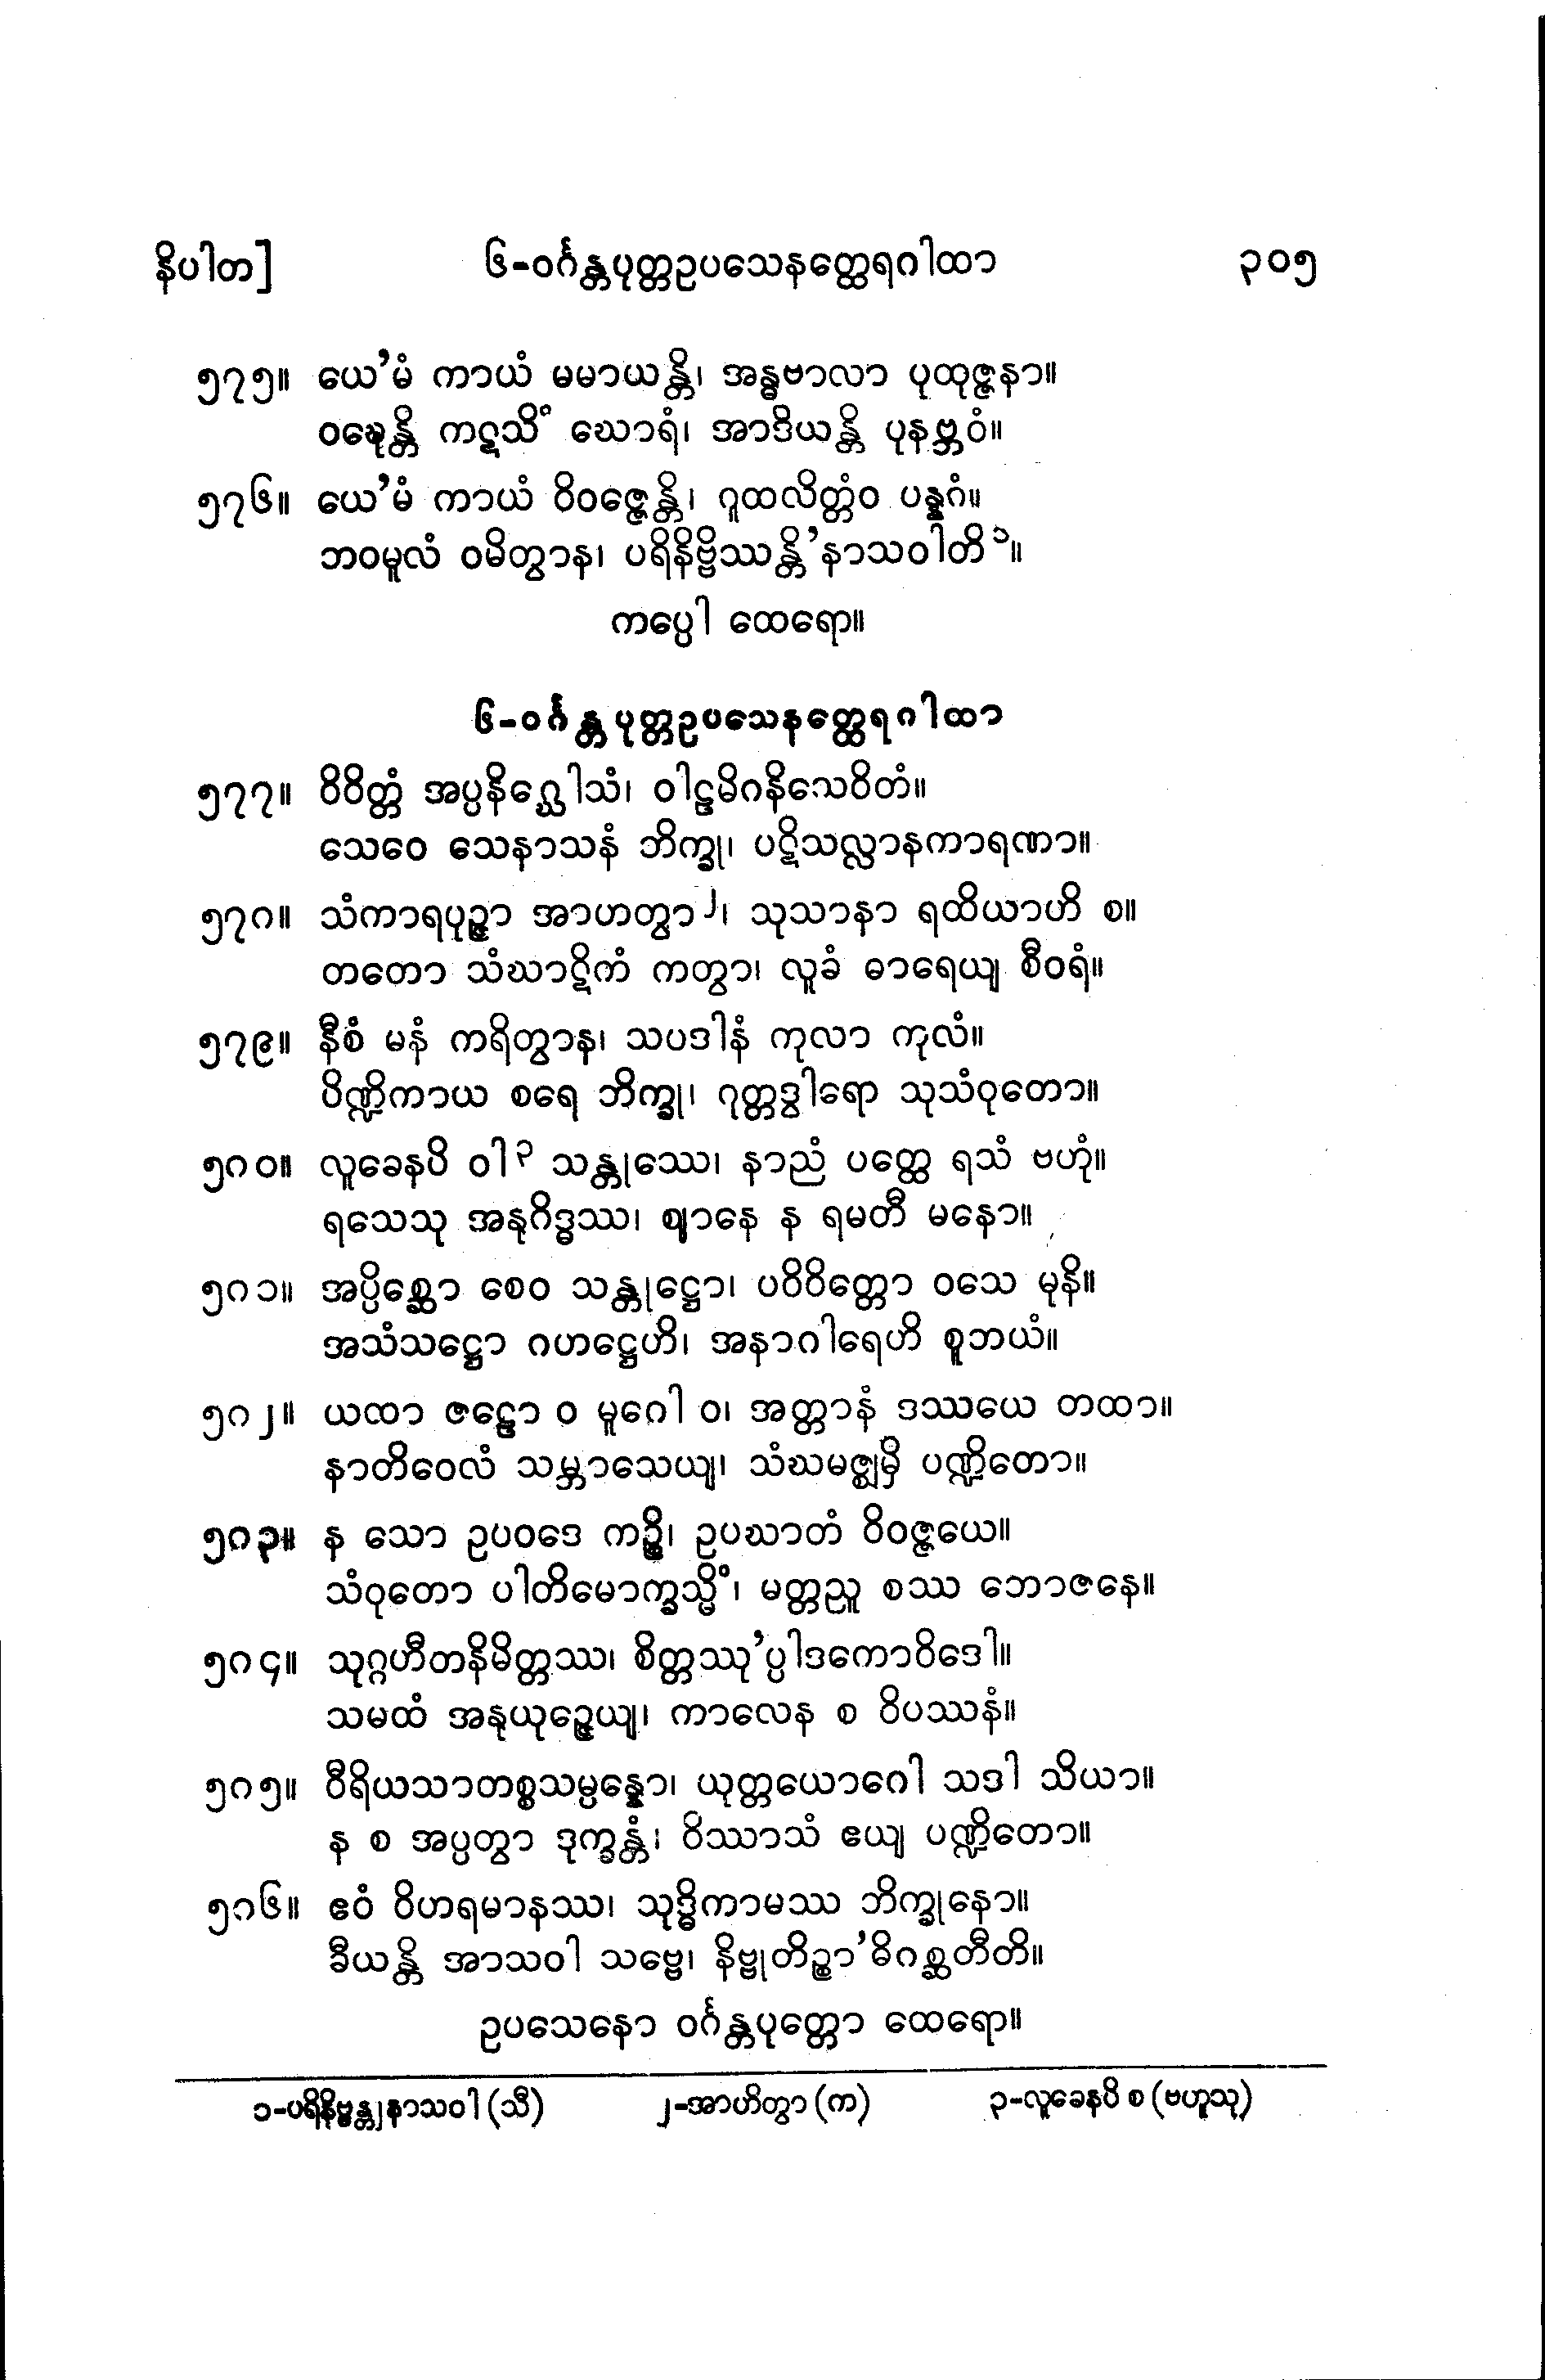 နိပါတ]
၆-ဝင်္ဂန္တပုတ္တဥပသေနတ္ထေရဂါထာ
၃၀၅
၅၇၅။ ယေ’မံ ကာယံ မမာယန္တိ၊ အန္ဓဗာလာ ပုထုဇ္ဇနာ။
ဝဍ္ဎေန္တိ ကဋသိံ ဃောရံ၊ အာဒိယန္တိ ပုနဗ္ဘဝံ။
၅၇၆။ ယေ’မံ ကာယံ ဝိဝဇ္ဇေန္တိ၊ ဂူထလိတ္တံဝ ပန္နဂံ။
ဘဝမူလံ ဝမိတွာန၊ ပရိနိဗ္ဗိဿန္တိ’နာသဝါတိ ၁။
ကပ္ပေါ ထေရော။
၆-ဝင်္ဂန္တပုတ္တဥပသေနတ္ထေရဂါထာ
၅၇၇။ ဝိဝိတ္တံ အပ္ပနိဂ္ဃောသံ၊ ဝါဠမိဂနိသေဝိတံ။
သေဝေ သေနာသနံ ဘိက္ခု၊ ပဋိသလ္လာနကာရဏာ။
၅၇၈။ သံကာရပုဉ္ဇာ အာဟတွာ ၂၊ သုသာနာ ရထိယာဟိ စ။
တတော သံဃာဋိကံ ကတွာ၊ လူခံ ဓာရေယျ စီဝရံ။
၅၇၉။ နီစံ မနံ ကရိတွာန၊ သပဒါနံ ကုလာ ကုလံ။
ပိဏ္ဍိကာယ စရေ ဘိက္ခု၊ ဂုတ္တဒွါရော သုသံဝုတော။
၅၈၀။ လူခေနပိ ဝါ ၃ သန္တုဿေ၊ နာညံ ပတ္ထေ ရသံ ဗဟုံ။
ရသေသု အနုဂိဒ္ဓဿ၊ ဈာနေ န ရမတီ မနော။
၅၈၁။ အပ္ပိစ္ဆော စေဝ သန္တုဋ္ဌော၊ ပဝိဝိတ္တော ဝသေ မုနိ။
အသံသဋ္ဌော ဂဟဋ္ဌေဟိ၊ အနာဂါရေဟိ စူဘယံ။
၅၈၂။ ယထာ ဇဠော ဝ မူဂေါ ဝ၊ အတ္တာနံ ဒဿယေ တထာ။
နာတိဝေလံ သမ္ဘာသေယျ၊ သံဃမဇ္ဈမှိ ပဏ္ဍိတော။
၅၈၃။ န သော ဥပဝဒေ ကဉ္စိ၊ ဥပဃာတံ ဝိဝဇ္ဇယေ။
သံဝုတော ပါတိမောက္ခသ္မိံ၊ မတ္တညူ စဿ ဘောဇနေ။
၅၈၄။ သုဂ္ဂဟီတနိမိတ္တဿ၊ စိတ္တဿု’ပ္ပါဒကောဝိဒေါ။
သမထံ အနုယုဉ္ဇေယျ၊ ကာလေန စ ဝိပဿနံ။
၅၈၅။ ဝီရိယသာတစ္စသမ္ပန္နော၊ ယုတ္တယောဂေါ သဒါ သိယာ။
န စ အပ္ပတွာ ဒုက္ခန္တံ၊ ဝိဿာသံ ဧယျ ပဏ္ဍိတော။
၅၈၆။ ဧဝံ ဝိဟရမာနဿ၊ သုဒ္ဓိကာမဿ ဘိက္ခုနော။
ခီယန္တိ အာသဝါ သဗ္ဗေ၊ နိဗ္ဗုတိဉ္စာ’ဓိဂစ္ဆတီတိ။
ဥပသေနော ဝင်္ဂန္တပုတ္တော ထေရော။
၁-ပရိနိဗ္ဗန္တျနာသဝါ (သီ)
၂-အာဟိတွာ (က)
၃-လူခေနပိ စ (ဗဟူသု)